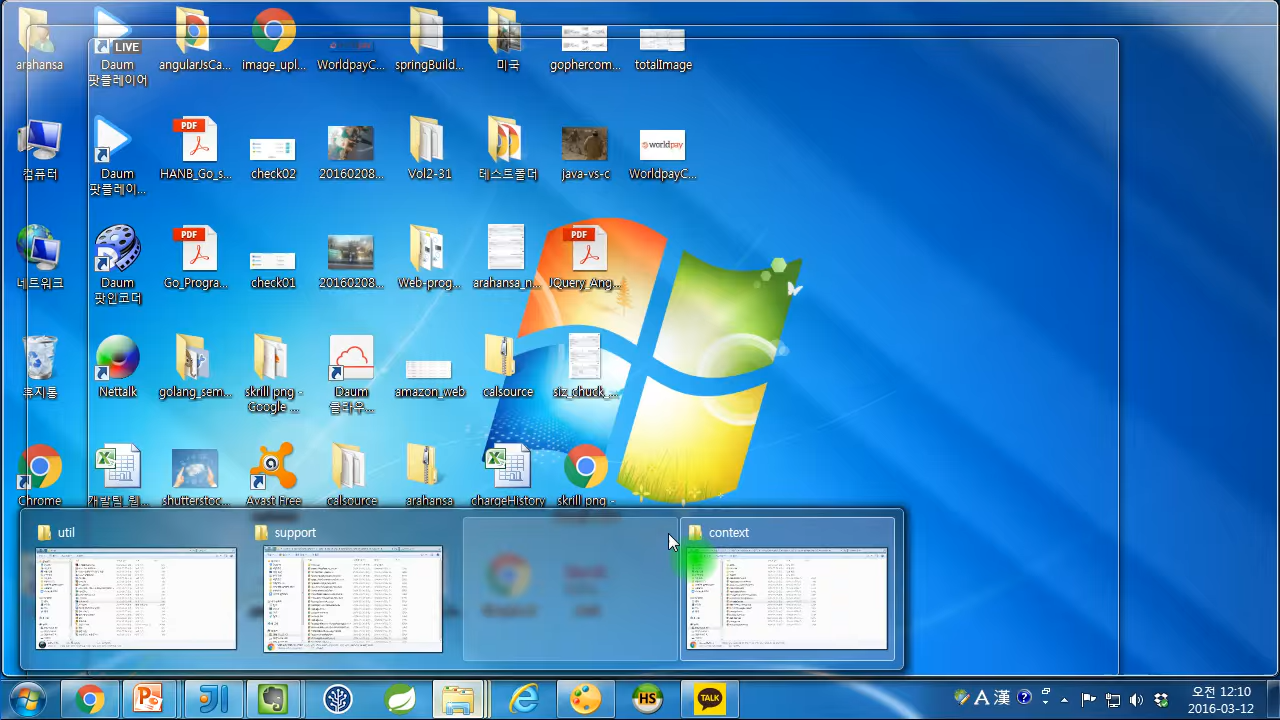 arahansa
LIVE
Daum
팟플레이어
angularJsCa...
image_upl...
WorldpayC...
springBuild...
미국
gophercom...
totalImage
컴퓨터
Daum
팟플레이...
PDF
HANB_Go_s...
check02
20160208...
Vol2-31
테스트폴더
java-vs-c
worldpay
WorldpayC...
네트워크
Daum
팟인코더
PDF
Go_Progra...
check01
20160208...
Web-prog...
arahansa_n...
PDF
JQuery_Ang...
휴지통
Nettalk
golang_sem...
skrill png -
Google ...
Daum
클라우...
amazon_web
calsource
slz_chuck_...
Chrome
개발팀_웹...
shutterstoc...
Avast Free
calsource
arahansa
chargeHistory
skrill png -
util
support
context
HS
TALK
A 漢
오전 12:10
2016-03-12